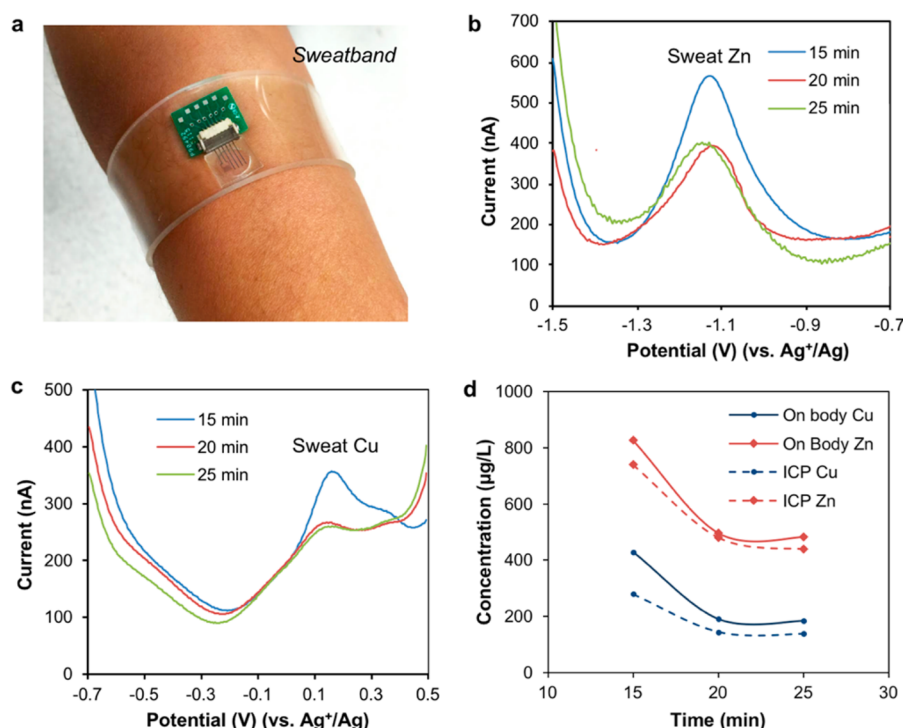 a
Sweatband
b
700
600
500
400
300
200
100
0
Current (nA)
Sweat Zn
15 min
20 min
25 min
-1.5
-1.3
-1.1
-0.9
-0.7
Potential (V) (vs. Ag⁺/Ag)
c
500
400
300
200
100
0
Current (nA)
15 min
20 min
25 min
Sweat Cu
-0.7
-0.5
-0.3
-0.1
0.1
0.3
0.5
Potential (V) (vs. Ag⁺/Ag)
d
1000
800
600
400
200
0
Concentration (µg/L)
On body Cu
On Body Zn
ICP Cu
ICP Zn
10
15
20
25
30
Time (min)